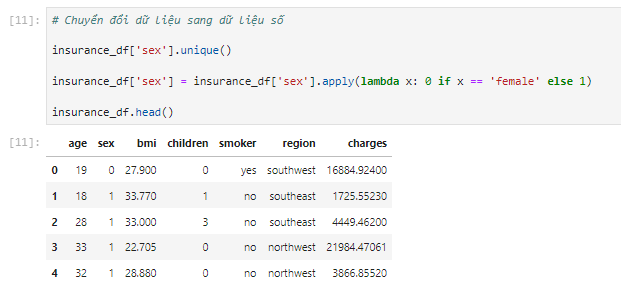 [11]: # Chuyển đổi dữ liệu sang dữ liệu số
insurance_df['sex'].unique()
insurance_df['sex'] = insurance_df['sex'].apply(lambda x: 0 if x == 'female' else 1)
insurance_df.head()
[11]: age sex bmi children smoker region charges
0 19 0 27.900 0 yes southwest 16884.92400
1 18 1 33.770 1 no southeast 1725.55230
2 28 1 33.000 3 no southeast 4449.46200
3 33 1 22.705 0 no northwest 21984.47061
4 32 1 28.880 0 no northwest 3866.85520